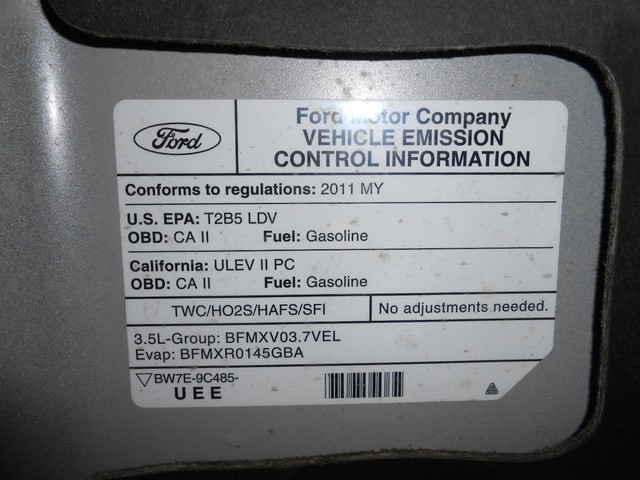 Ford
Ford Motor Company
VEHICLE EMISSION
CONTROL INFORMATION
Conforms to regulations: 2011 MY
U.S. EPA: T2B5 LDV
OBD: CA II Fuel: Gasoline
California: ULEV II PC
OBD: CA II Fuel: Gasoline
TWC/HO2S/HAFS/SFI No adjustments needed.
3.5L-Group: BFMXV03.7VEL
Evap: BFMXR0145GBA
BW7E-9C485-
UEE